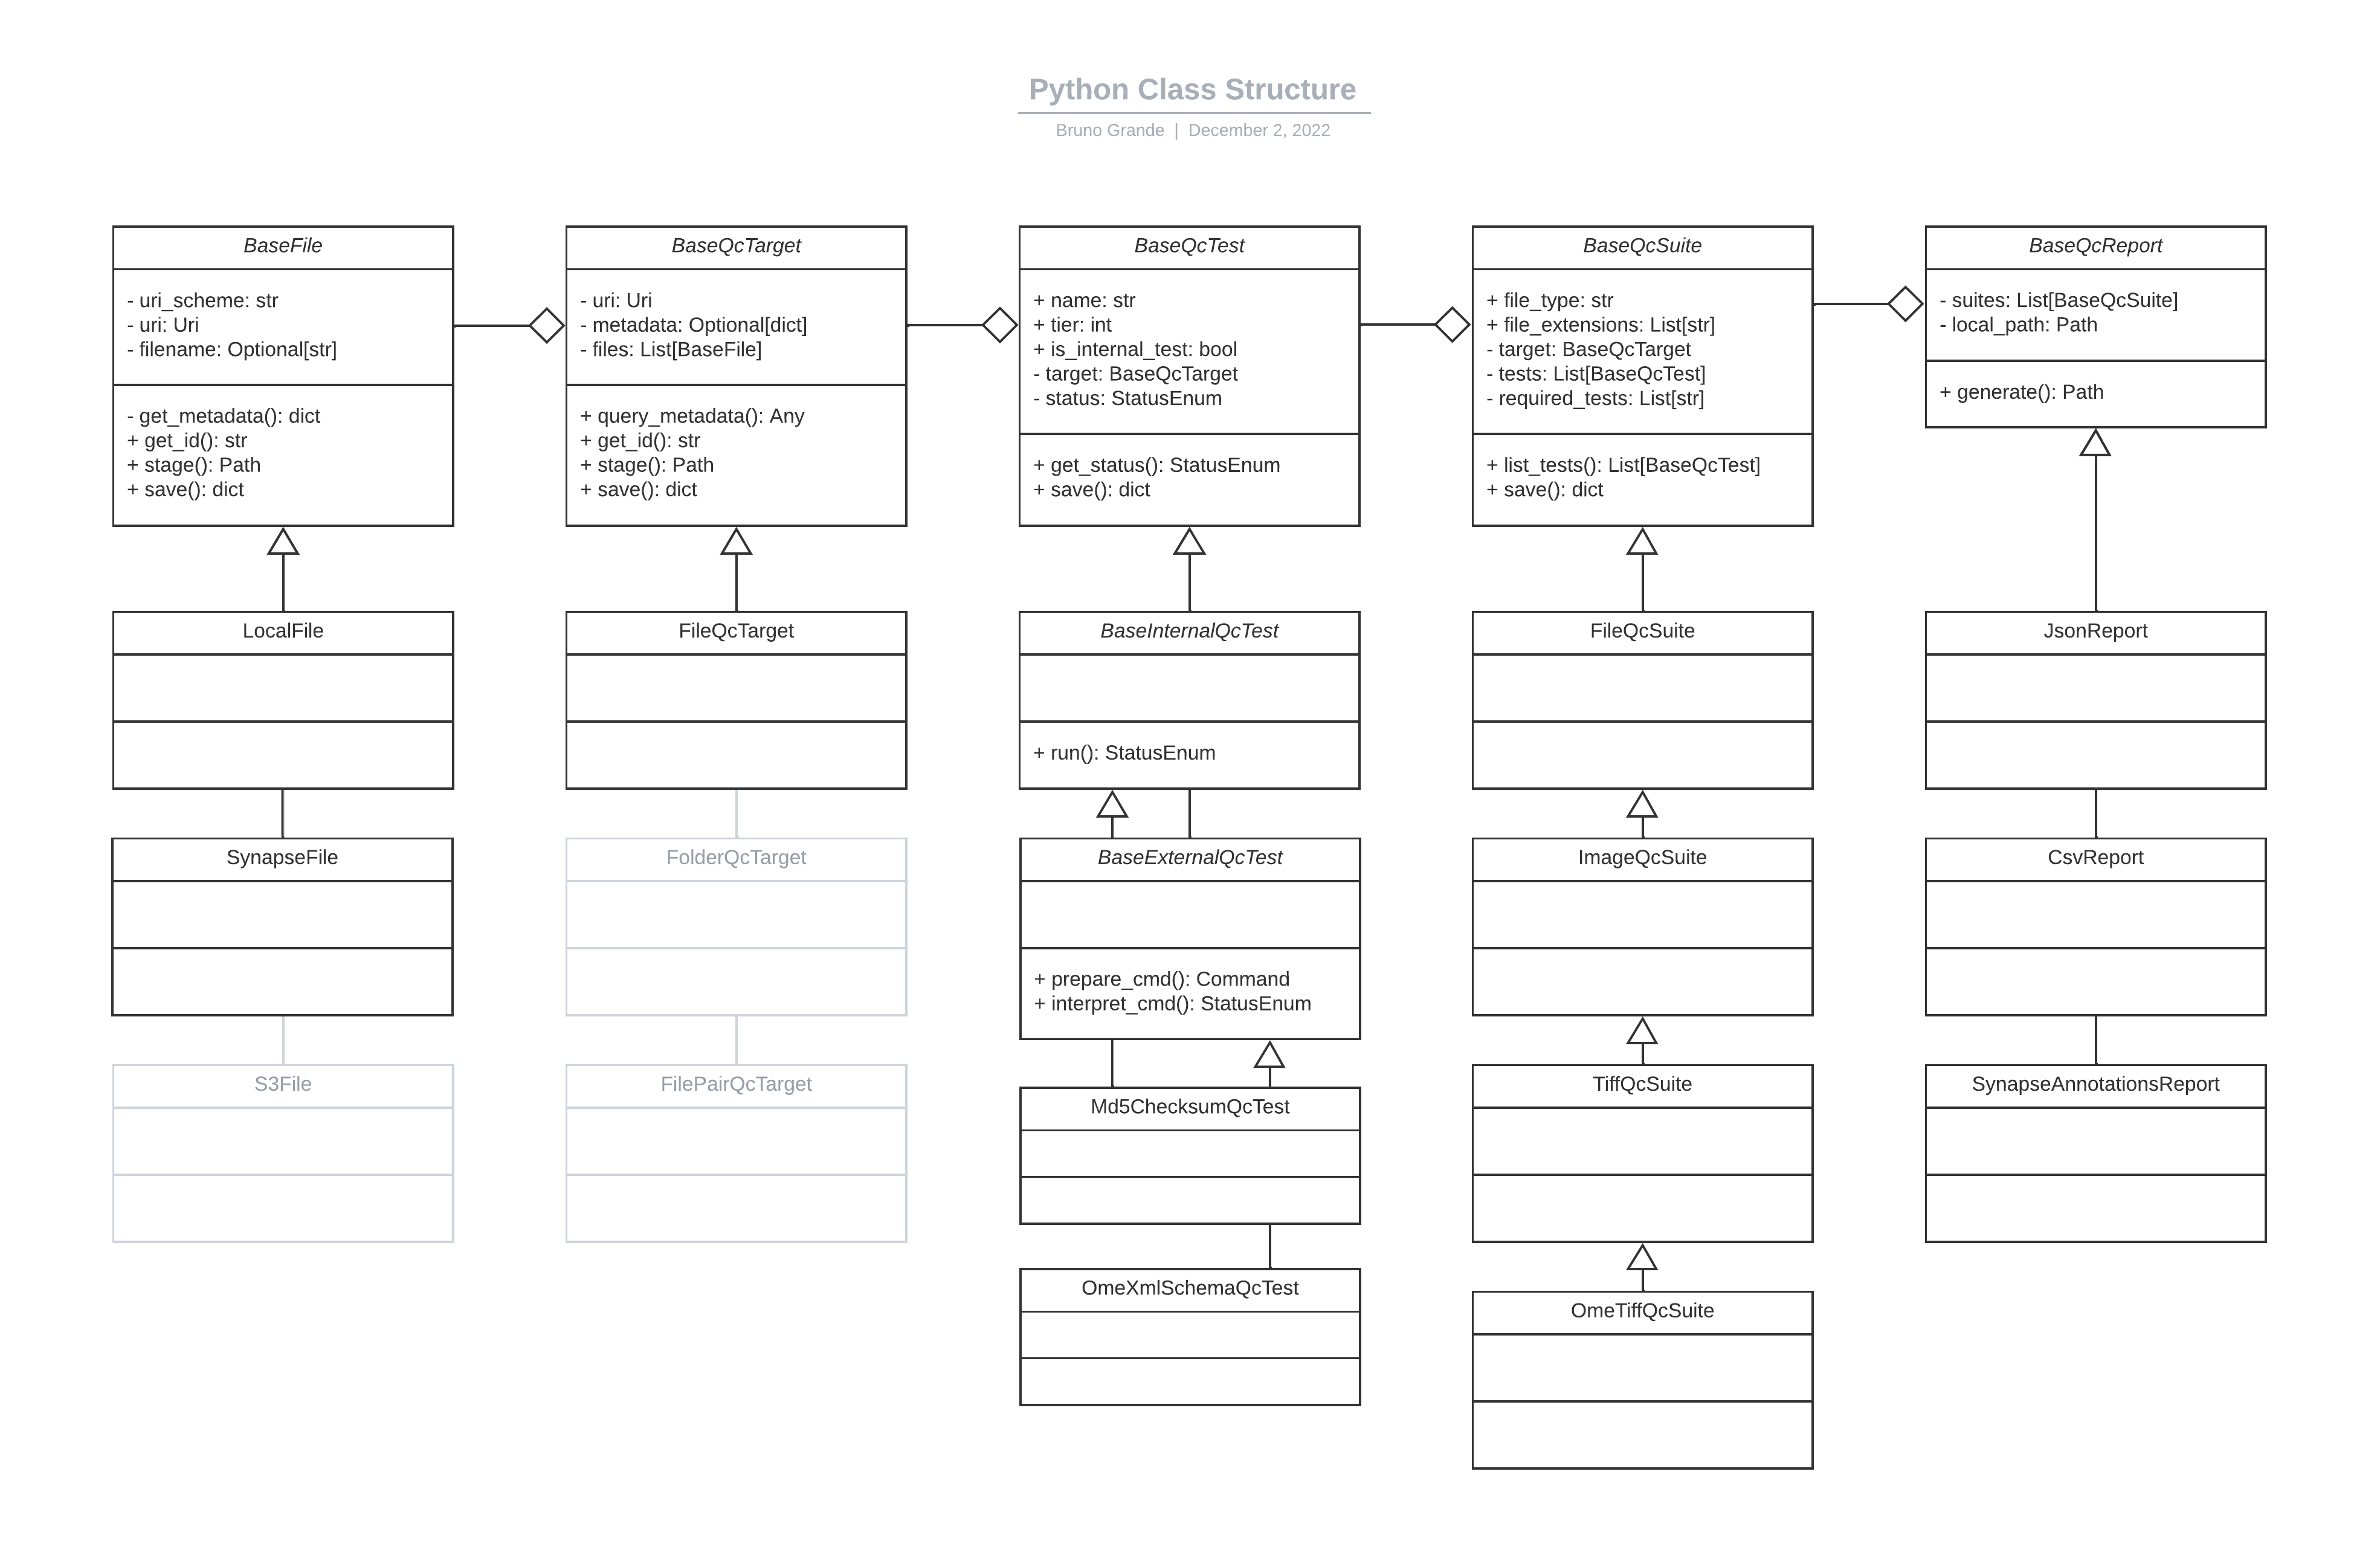 Python Class Structure
Bruno Grande | December 2, 2022
BaseFile
- uri_scheme: str
- uri: Uri
- filename: Optional[str]
- get_metadata(): dict
+ get_id(): str
+ stage(): Path
+ save(): dict
LocalFile
SynapseFile
S3File
BaseQcTarget
- uri: Uri
- metadata: Optional[dict]
- files: List[BaseFile]
+ query_metadata(): Any
+ get_id(): str
+ stage(): Path
+ save(): dict
FileQcTarget
FolderQcTarget
FilePairQcTarget
BaseQcTest
+ name: str
+ tier: int
+ is_internal_test: bool
- target: BaseQcTarget
- status: StatusEnum
+ get_status(): StatusEnum
+ save(): dict
BaseInternalQcTest
+ run(): StatusEnum
BaseExternalQcTest
+ prepare_cmd(): Command
+ interpret_cmd(): StatusEnum
Md5ChecksumQcTest
OmeXmlSchemaQcTest
BaseQcSuite
+ file_type: str
+ file_extensions: List[str]
- target: BaseQcTarget
- tests: List[BaseQcTest]
- required_tests: List[str]
+ list_tests(): List[BaseQcTest]
+ save(): dict
FileQcSuite
ImageQcSuite
TiffQcSuite
OmeTiffQcSuite
BaseQcReport
- suites: List[BaseQcSuite]
- local_path: Path
+ generate(): Path
JsonReport
CsvReport
SynapseAnnotationsReport